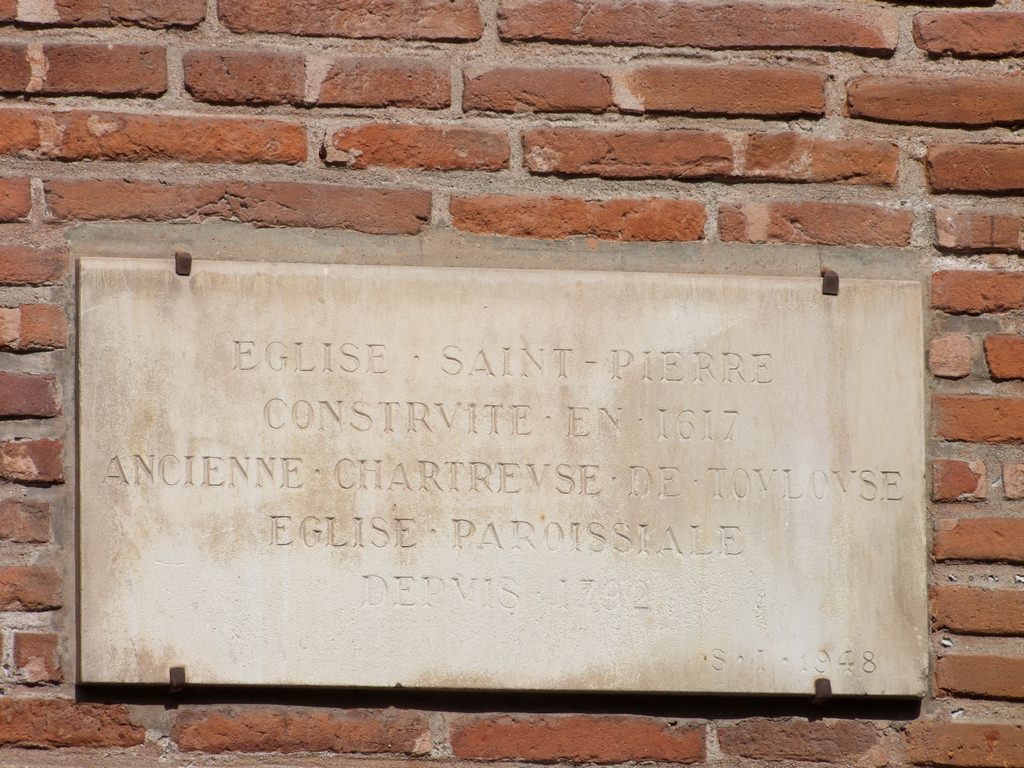 EGLISE · SAINT-PIERRE
CONSTRVITE · EN · 1617
ANCIENNE · CHARTREVSE · DE · TOVLOVSE
EGLISE · PAROISSIALE
DEPVIS · 1792
S · I · 1948